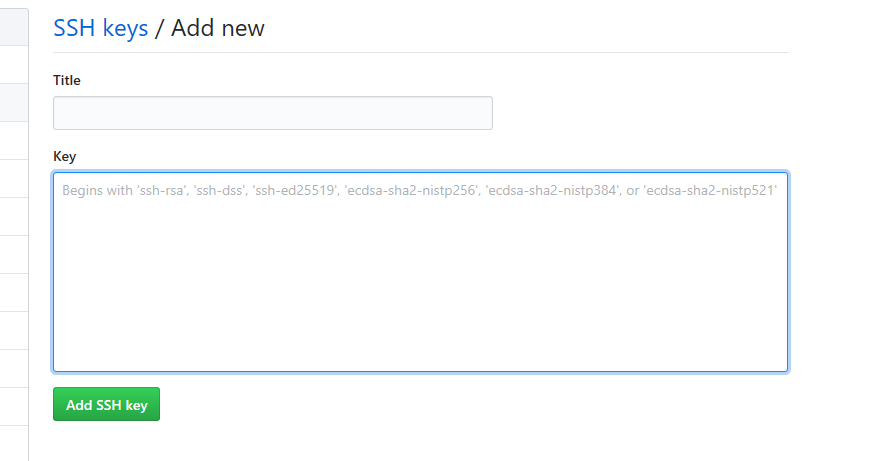 SSH keys / Add new
Title
Key
Begins with 'ssh-rsa', 'ssh-dss', 'ssh-ed25519', 'ecdsa-sha2-nistp256', 'ecdsa-sha2-nistp384', or 'ecdsa-sha2-nistp521'
Add SSH key